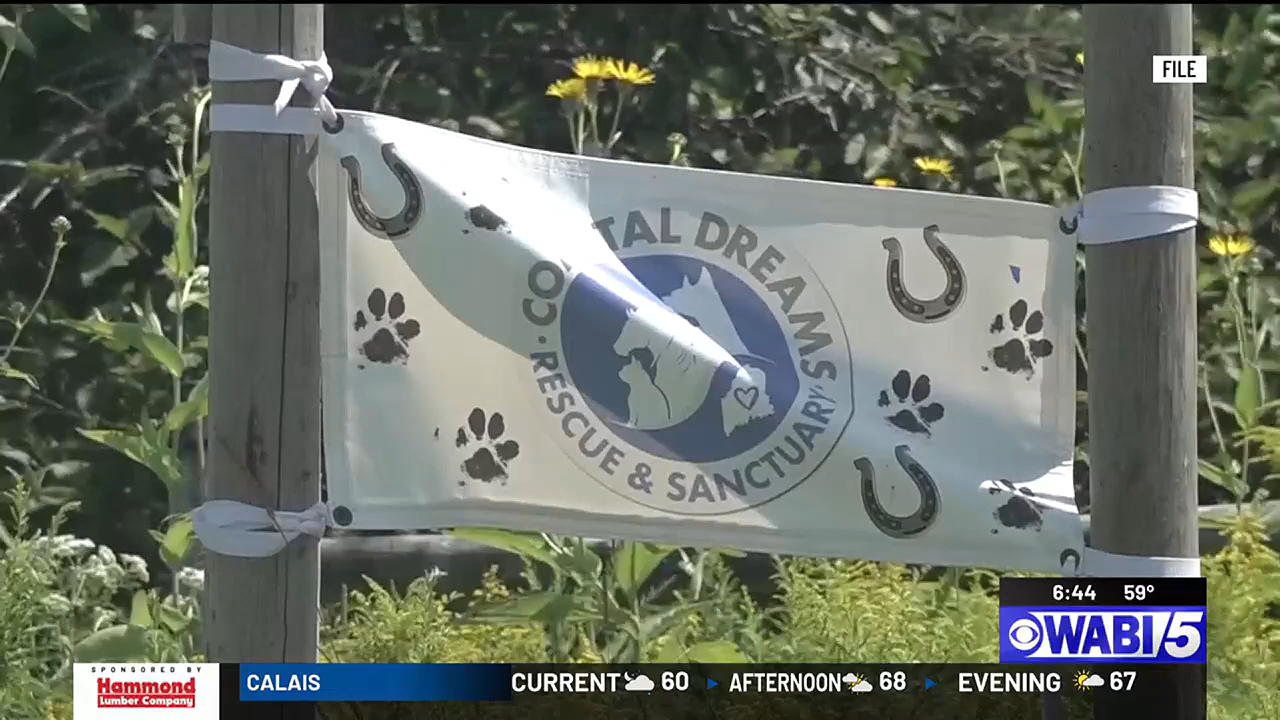 FILE
TAL DREAMS
RESCUE & SANCTUARY
6:44 59°
WABI 5
SPONSORED BY
Hammond
Lumber Company
CALAIS
CURRENT 60 AFTERNOON 68 EVENING 67